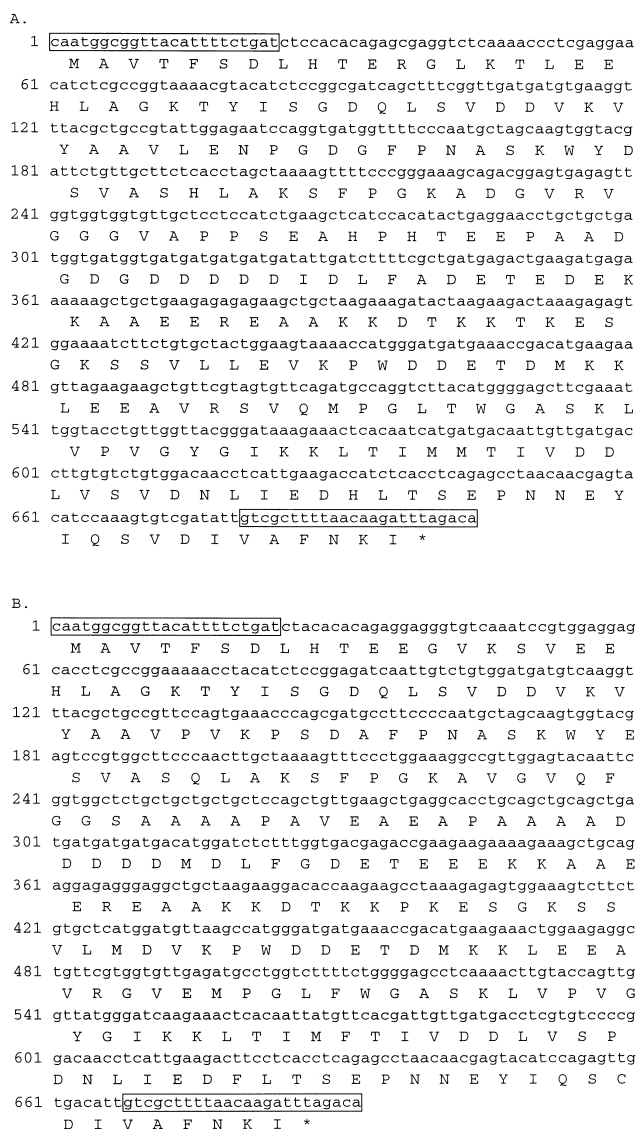 A.
1 caatggcggttacattttctgatctccacacagagcgaggtctcaaaaccctcgaggaa
M A V T F S D L H T E R G L K T L E E
61 catctcgccggtaaaacgtacatctccggcgatcagctttcggttgatgatgtgaaggt
H L A G K T Y I S G D Q L S V D D V K V
121 ttacgctgccgtattggagaatccaggtgatggttttcccaatgctagcaagtggtacg
Y A A V L E N P G D G F P N A S K W Y D
181 attctgttgcttctcacctagctaaaagttttcccgggaaagcagacggagtgagagtt
S V A S H L A K S F P G K A D G V R V
241 ggtggtggtgttgctcctccatctgaagctcatccacatactgaggaacctgctgctga
G G G V A P P S E A H P H T E E P A A D
301 tggtgatggtgatgatgatgatgatattgatcttttcgctgatgagactgaagatgaga
G D G D D D D D I D L F A D E T E D E K
361 aaaaagctgctgaagagagagaagctgctaagaaagatactaagaagactaaagagagt
K A A E E R E A A K K D T K K T K E S
421 ggaaaatcttctgtgctactggaagtaaaaccatgggatgatgaaaccgacatgaagaa
G K S S V L L E V K P W D D E T D M K K
481 gttagaagaagctgttcgtagtgttcagatgccaggtcttacatggggagcttcgaaat
L E E A V R S V Q M P G L T W G A S K L
541 tggtacctgttggttacgggataaagaaactcacaatcatgatgacaattgttgatgac
V P V G Y G I K K L T I M M T I V D D
601 cttgtgtctgtggacaacctcattgaagaccatctcacctcagagcctaacaacgagta
L V S V D N L I E D H L T S E P N N E Y
661 catccaaagtgtcgatattgtcgcttttaacaagatttagaca
I Q S V D I V A F N K I *
B.
1 caatggcggttacattttctgatctacacacagaggagggtgtcaaatccgtggaggag
M A V T F S D L H T E E G V K S V E E
61 cacctcgccggaaaaacctacatctccggagatcaattgtctgtggatgatgtcaaggt
H L A G K T Y I S G D Q L S V D D V K V
121 ttacgctgccgttccagtgaaacccagcgatgccttccccaatgctagcaagtggtacg
Y A A V P V K P S D A F P N A S K W Y E
181 agtccgtggcttcccaacttgctaaaagtttccctggaaaggccgttggagtacaattc
S V A S Q L A K S F P G K A V G V Q F
241 ggtggctctgctgctgctgctccagctgttgaagctgaggcacctgcagctgcagctga
G G S A A A A P A V E A E A P A A A A D
301 tgatgatgatgacatggatctctttggtgacgagaccgaagaagaaaagaaagctgcag
D D D D M D L F G D E T E E E K K A A E
361 aggagagggaggctgctaagaaggacaccaagaagcctaaagagagtggaaagtcttct
E R E A A K K D T K K P K E S G K S S
421 gtgctcatggatgttaagccatgggatgatgaaaccgacatgaagaaactggaagaggc
V L M D V K P W D D E T D M K K L E E A
481 tgttcgtggtgttgagatgcctggtcttttctggggagcctcaaaacttgtaccagttg
V R G V E M P G L F W G A S K L V P V G
541 gttatgggatcaagaaactcacaattatgttcacgattgttgatgacctcgtgtccccg
Y G I K K L T I M F T I V D D L V S P
601 gacaacctcattgaagacttcctcacctcagagcctaacaacgagtacatccagagttg
D N L I E D F L T S E P N N E Y I Q S C
661 tgacattgtcgcttttaacaagatttagaca
D I V A F N K I *